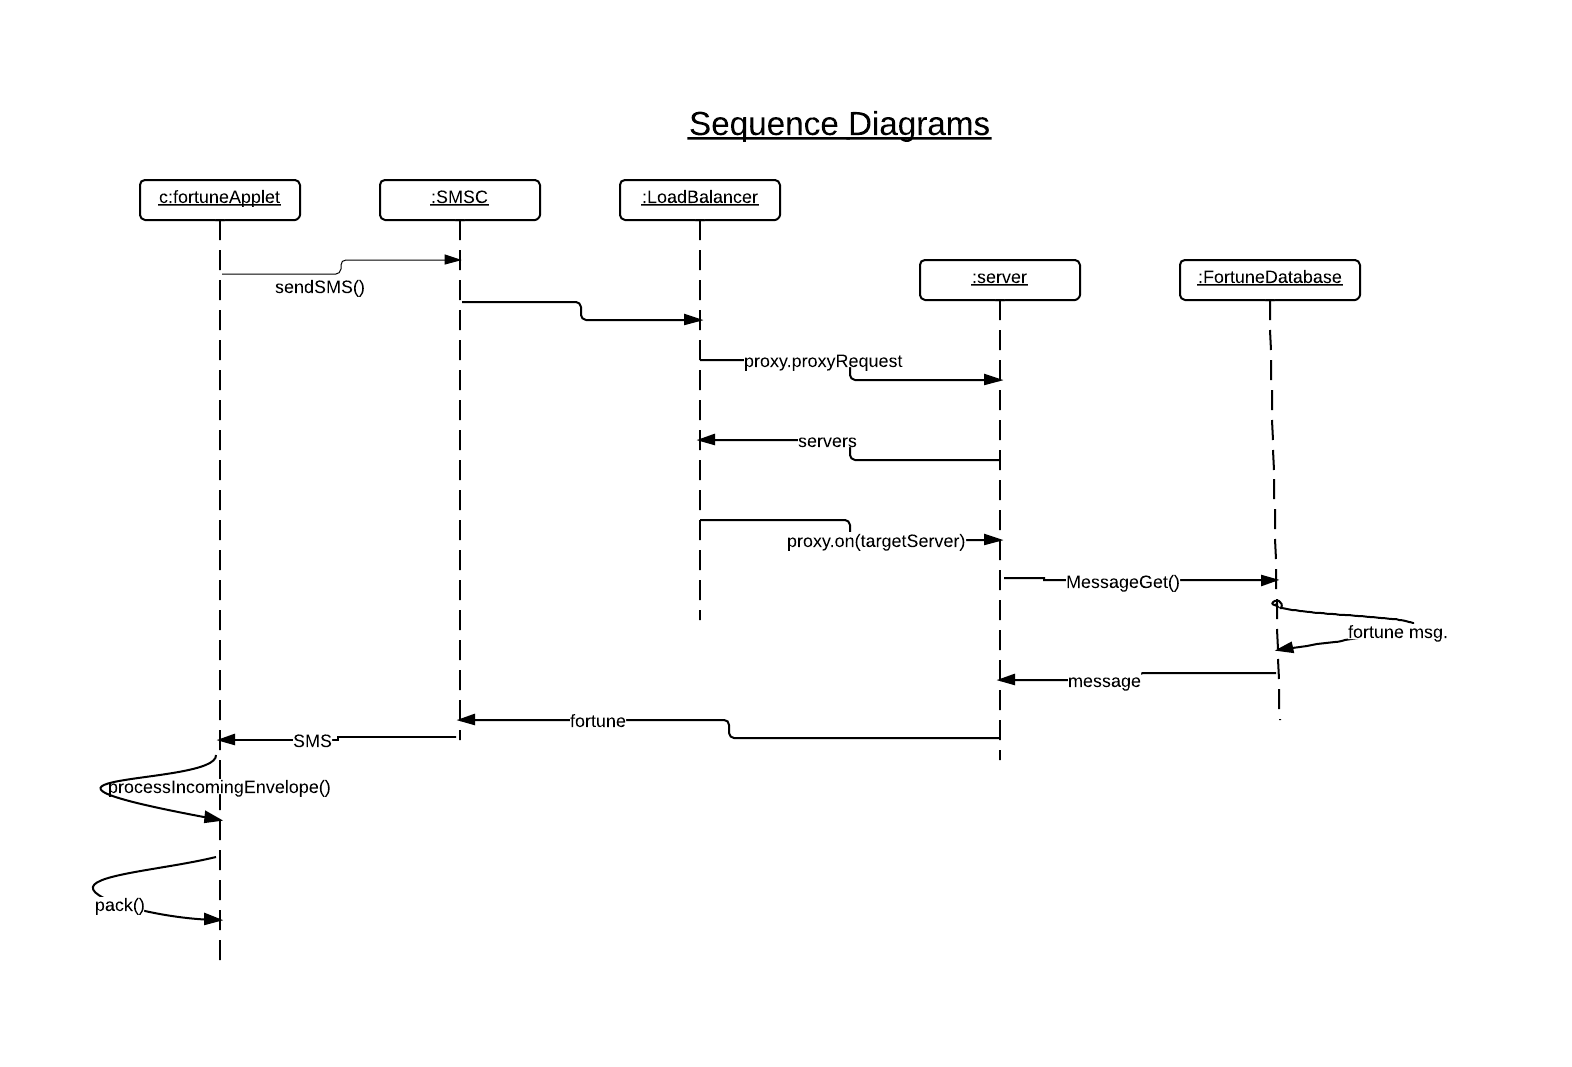 Sequence Diagrams
c:fortuneApplet
:SMSC
:LoadBalancer
:server
:FortuneDatabase
sendSMS()
proxy.proxyRequest
servers
proxy.on(targetServer)
MessageGet()
fortune msg.
message
fortune
SMS
processIncomingEnvelope()
pack()